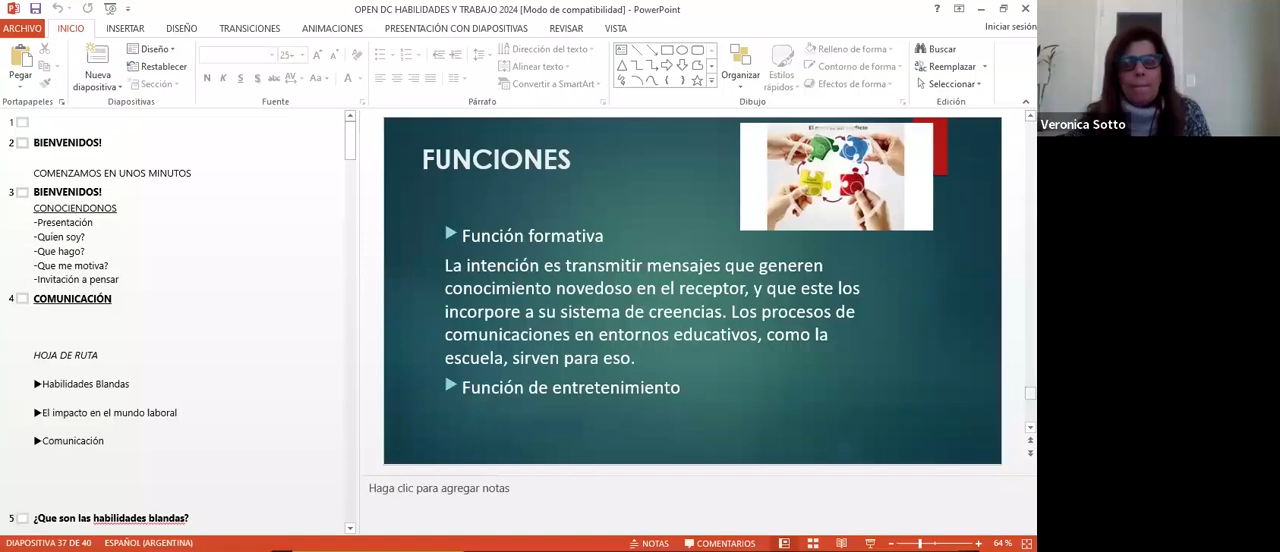 OPEN DC HABILIDADES Y TRABAJO 2024 [Modo de compatibilidad] - PowerPoint
ARCHIVO INICIO INSERTAR DISEÑO TRANSICIONES ANIMACIONES PRESENTACIÓN CON DIAPOSITIVAS REVISAR VISTA Iniciar sesión
Pegar
Nueva diapositiva
Diseño
Restablecer
Sección
25
N K S S abc AV Aa A
Dirección del texto
Alinear texto
Convertir a SmartArt
Organizar
Estilos rápidos
Relleno de forma
Contorno de forma
Efectos de forma
Buscar
Reemplazar
Seleccionar
Portapapeles Diapositivas Fuente Párrafo Dibujo Edición
1
2 BIENVENIDOS!
COMENZAMOS EN UNOS MINUTOS
3 BIENVENIDOS!
CONOCIENDONOS
-Presentación
-Quien soy?
-Que hago?
-Que me motiva?
-Invitación a pensar
4 COMUNICACIÓN
HOJA DE RUTA
Habilidades Blandas
El impacto en el mundo laboral
Comunicación
5 ¿Que son las habilidades blandas?
FUNCIONES
Función formativa
La intención es transmitir mensajes que generen
conocimiento novedoso en el receptor, y que este los
incorpore a su sistema de creencias. Los procesos de
comunicaciones en entornos educativos, como la
escuela, sirven para eso.
Función de entretenimiento
Haga clic para agregar notas
DIAPOSITIVA 37 DE 40 ESPAÑOL (ARGENTINA) NOTAS COMENTARIOS 64 %
Veronica Sotto